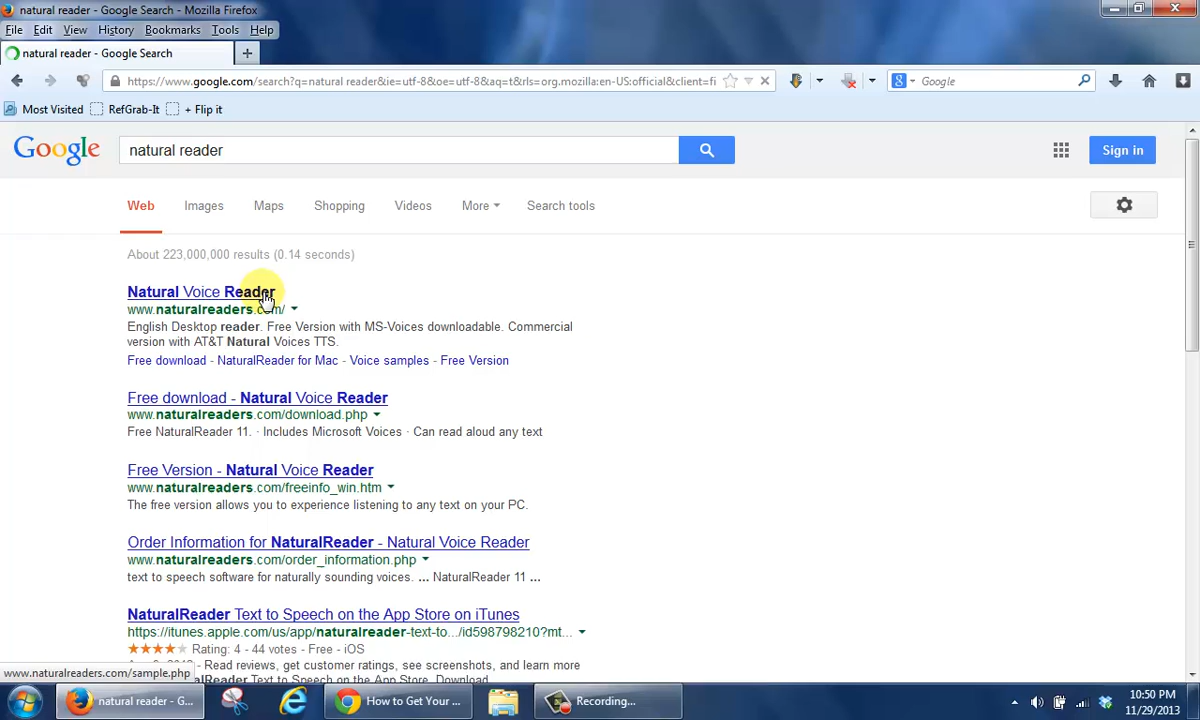 natural reader - Google Search - Mozilla Firefox
File Edit View History Bookmarks Tools Help
natural reader - Google Search
https://www.google.com/search?q=natural reader&ie=utf-8&oe=utf-8&aq=t&rls=org.mozilla:en-US:official&client=fi
Google
Most Visited RefGrab-It + Flip it
Google
natural reader
Sign in
Web Images Maps Shopping Videos More Search tools
About 223,000,000 results (0.14 seconds)
Natural Voice Reader
www.naturalreaders.com/
English Desktop reader. Free Version with MS-Voices downloadable. Commercial
version with AT&T Natural Voices TTS.
Free download - NaturalReader for Mac - Voice samples - Free Version
Free download - Natural Voice Reader
www.naturalreaders.com/download.php
Free NaturalReader 11. · Includes Microsoft Voices · Can read aloud any text
Free Version - Natural Voice Reader
www.naturalreaders.com/freeinfo_win.htm
The free version allows you to experience listening to any text on your PC.
Order Information for NaturalReader - Natural Voice Reader
www.naturalreaders.com/order_information.php
text to speech software for naturally sounding voices. ... NaturalReader 11 ...
NaturalReader Text to Speech on the App Store on iTunes
https://itunes.apple.com/us/app/naturalreader-text-to.../id598798210?mt...
Rating: 4 - 44 votes - Free - iOS
- Read reviews, get customer ratings, see screenshots, and learn more
www.naturalreaders.com/sample.php
natural reader - G...
How to Get Your ...
Recording...
10:50 PM
11/29/2013